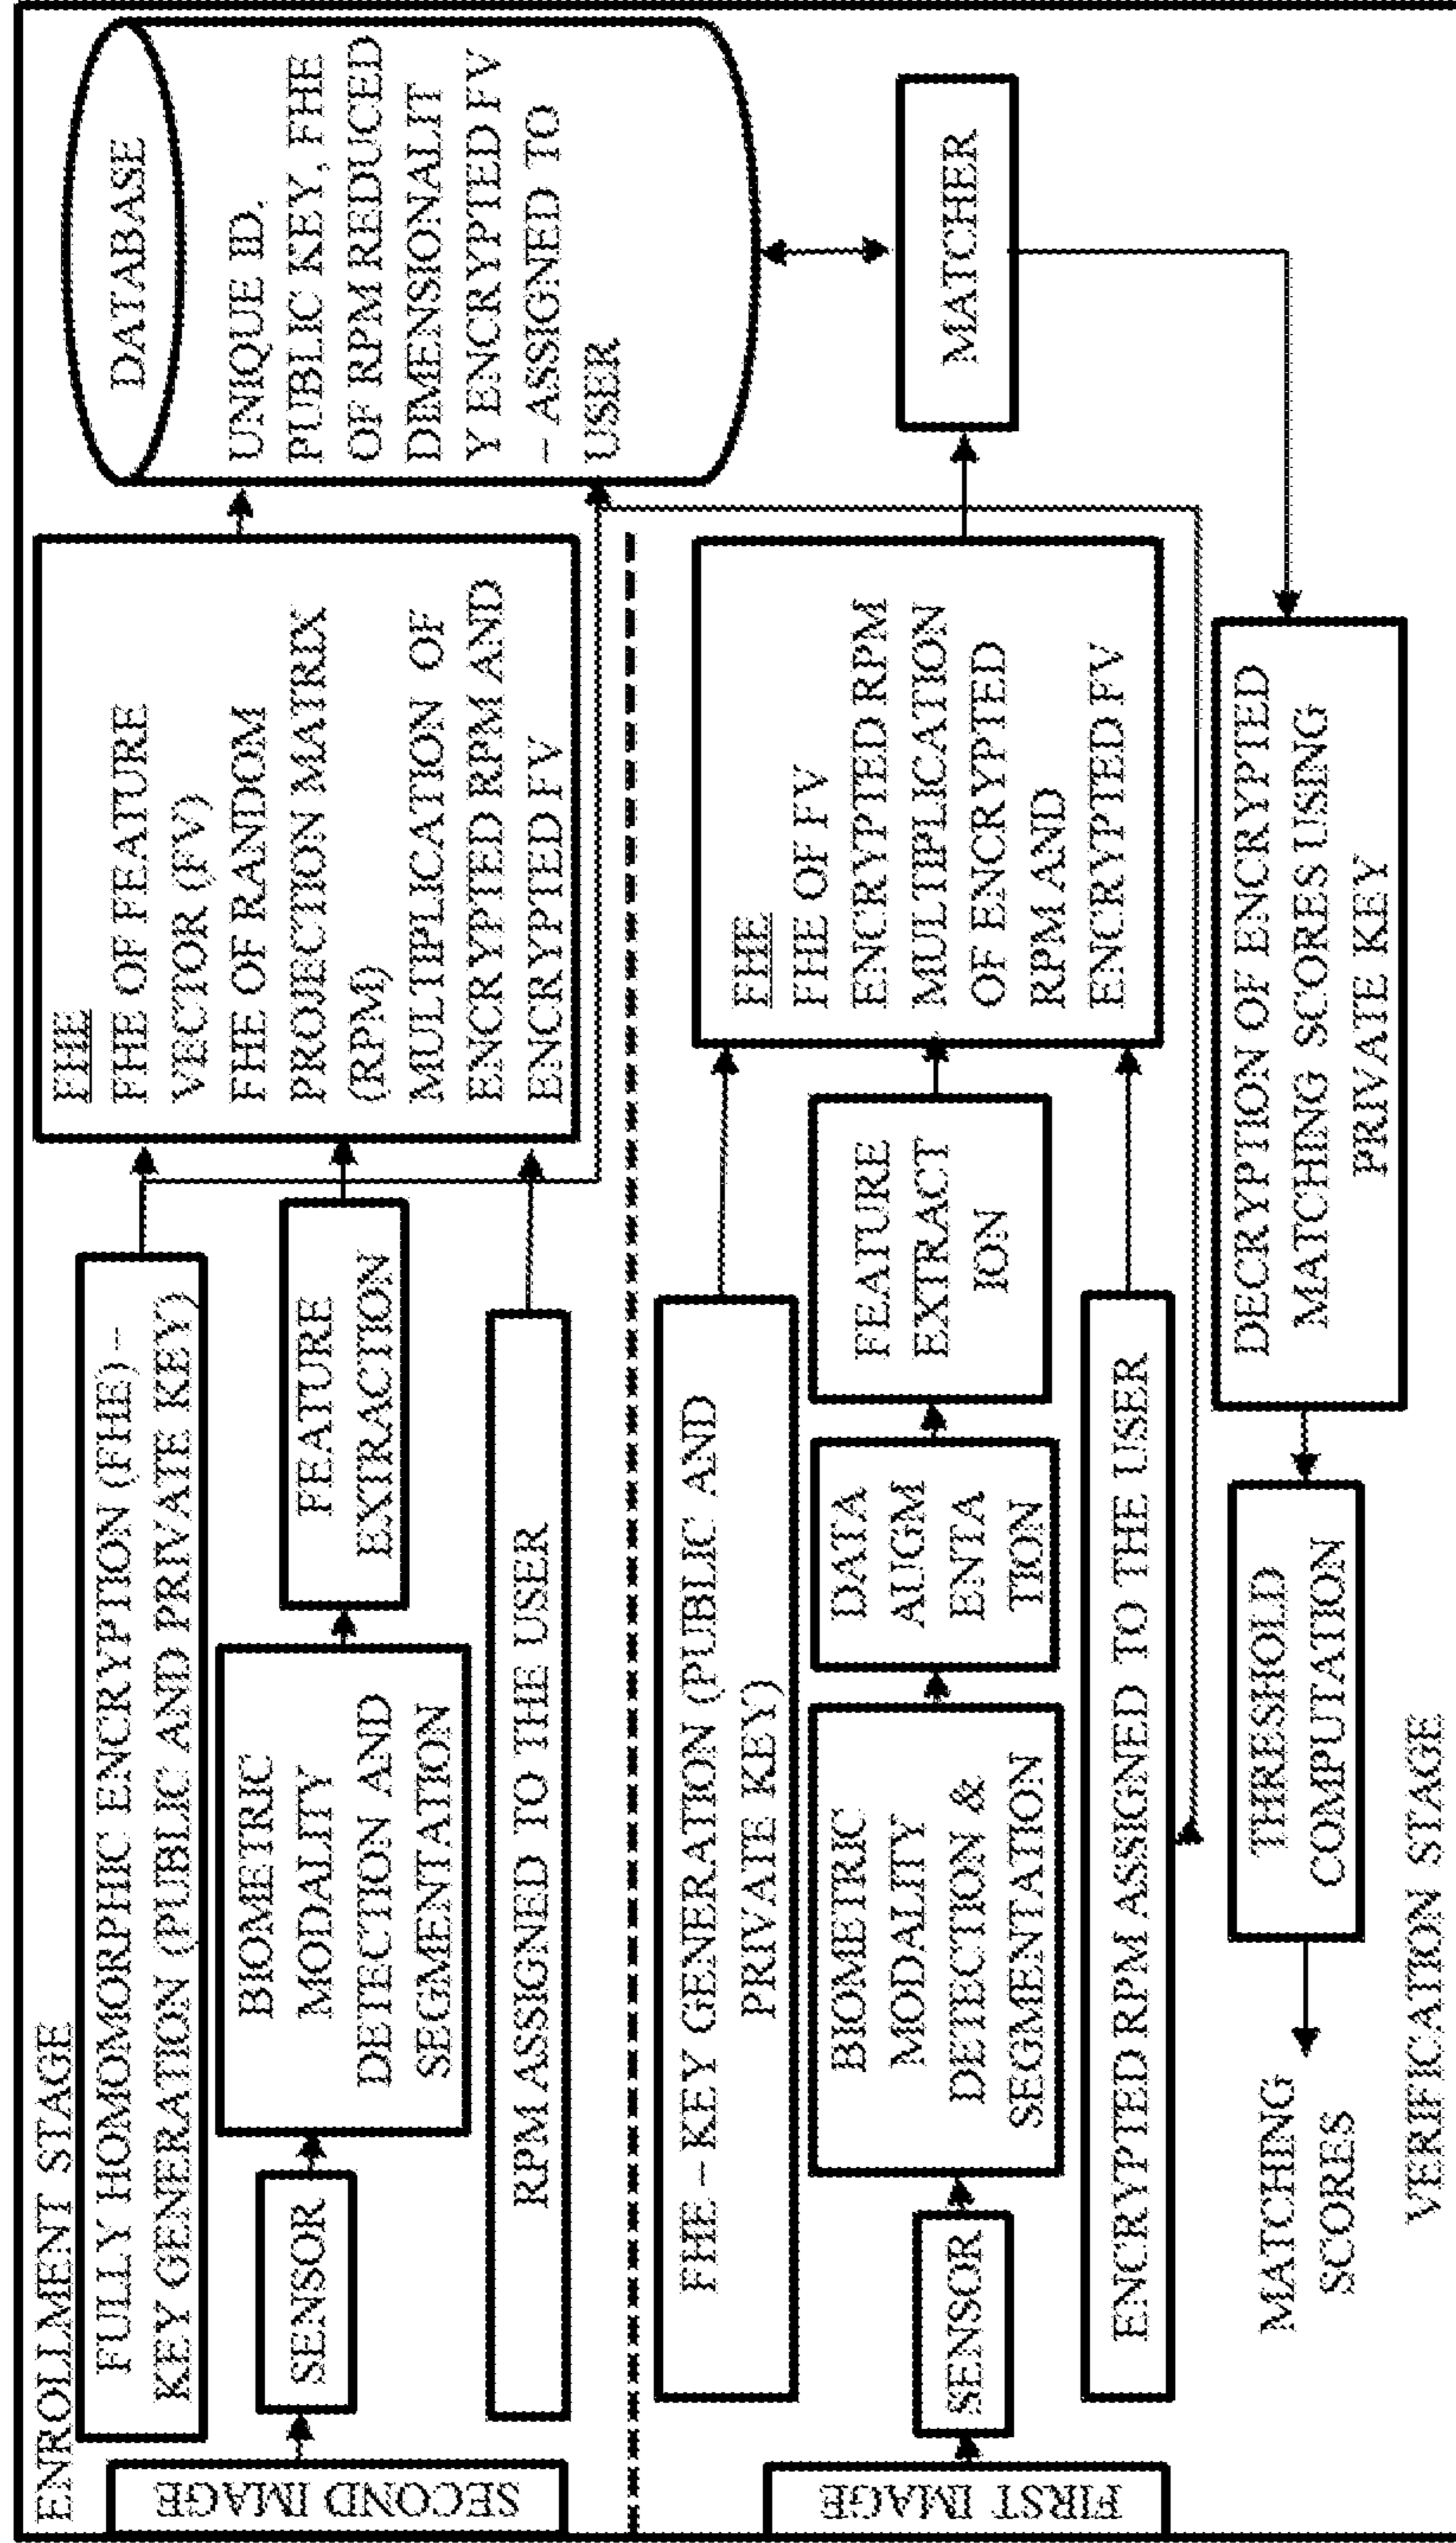 ENROLLMENT STAGE
SECOND IMAGE
FULLY HOMOMORPHIC ENCRYPTION (FHE) –
KEY GENERATION (PUBLIC AND PRIVATE KEY)
SENSOR
BIOMETRIC
MODALITY
DETECTION AND
SEGMENTATION
FEATURE
EXTRACTION
RPM ASSIGNED TO THE USER
FHE
FHE OF FEATURE
VECTOR (FV)
FHE OF RANDOM
PROJECTION MATRIX
(RPM)
MULTIPLICATION OF
ENCRYPTED RPM AND
ENCRYPTED FV
DATABASE
UNIQUE ID,
PUBLIC KEY, FHE
OF RPM REDUCED
DIMENSIONALIT
Y ENCRYPTED FV
– ASSIGNED TO
USER
FIRST IMAGE
FHE – KEY GENERATION (PUBLIC AND
PRIVATE KEY)
SENSOR
BIOMETRIC
MODALITY
DETECTION &
SEGMENTATION
DATA
AUGM
ENTA
TION
FEATURE
EXTRACT
ION
ENCRYPTED RPM ASSIGNED TO THE USER
FHE
FHE OF FV
ENCRYPTED RPM
MULTIPLICATION
OF ENCRYPTED
RPM AND
ENCRYPTED FV
MATCHER
DECRYPTION OF ENCRYPTED
MATCHING SCORES USING
PRIVATE KEY
THRESHOLD
COMPUTATION
MATCHING
SCORES
VERIFICATION STAGE